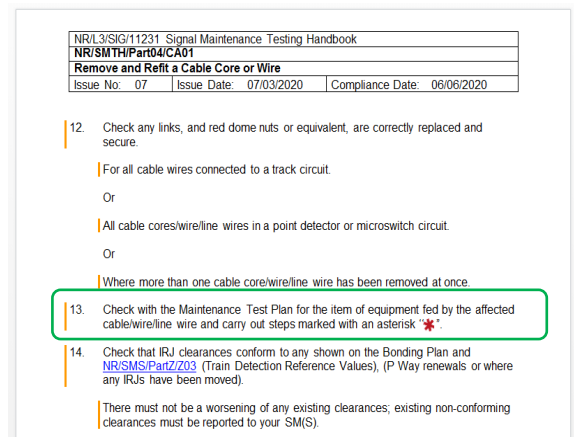 NR/L3/SIG/11231 Signal Maintenance Testing Handbook
NR/SMTH/Part04/CA01
Remove and Refit a Cable Core or Wire
Issue No: 07 Issue Date: 07/03/2020 Compliance Date: 06/06/2020
12. Check any links, and red dome nuts or equivalent, are correctly replaced and
secure.
For all cable wires connected to a track circuit.
Or
All cable cores/wire/line wires in a point detector or microswitch circuit.
Or
Where more than one cable core/wire/line wire has been removed at once.
13. Check with the Maintenance Test Plan for the item of equipment fed by the affected
cable/wire/line wire and carry out steps marked with an asterisk "*".
14. Check that IRJ clearances conform to any shown on the Bonding Plan and
NR/SMS/PartZ/Z03 (Train Detection Reference Values), (P Way renewals or where
any IRJs have been moved).
There must not be a worsening of any existing clearances; existing non-conforming
clearances must be reported to your SM(S).